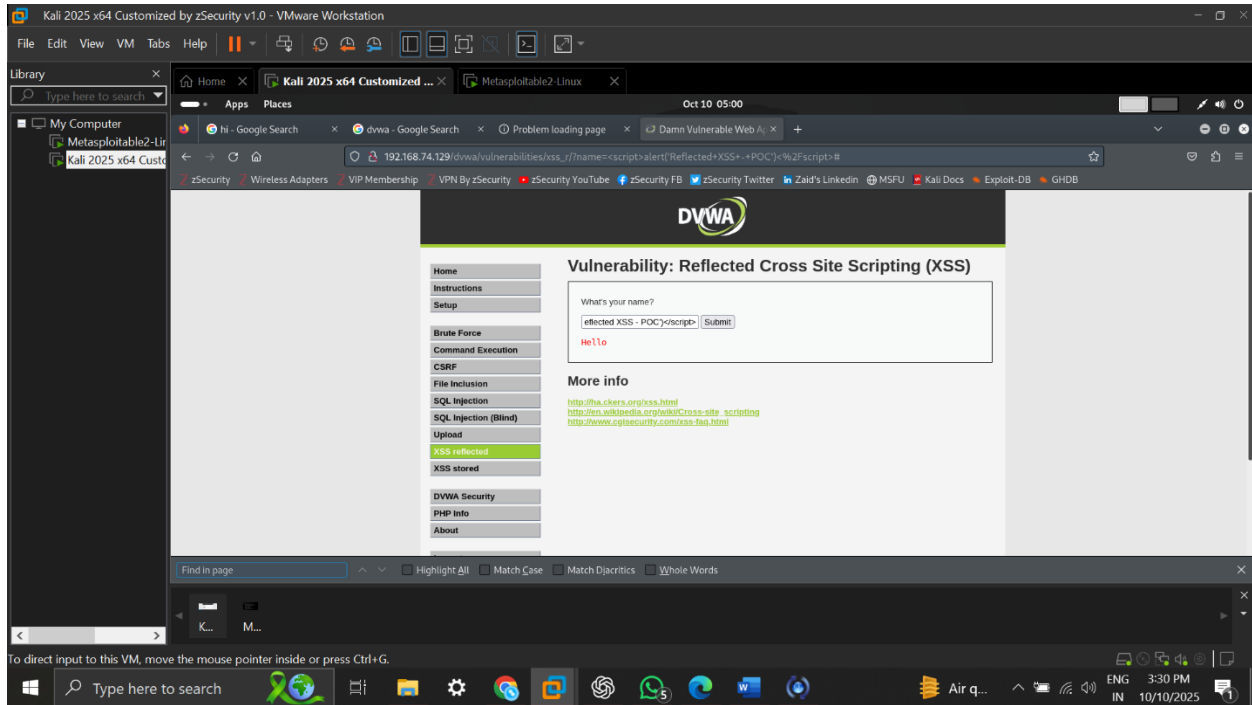 Kali 2025 x64 Customized by zSecurity v1.0 - VMware Workstation
File Edit View VM Tabs Help
Library
Type here to search
My Computer
Metasploitable2-Lir
Kali 2025 x64 Custo
Home
Kali 2025 x64 Customized ...
Metasploitable2-Linux
Apps Places
Oct 10 05:00
hi - Google Search
dvwa - Google Search
Problem loading page
Damn Vulnerable Web Ap
192.168.74.129/dvwa/vulnerabilities/xss_r/?name=<script>alert('Reflected+XSS+-+POC')<%2Fscript>#
zSecurity Wireless Adapters VIP Membership VPN By zSecurity zSecurity YouTube zSecurity FB zSecurity Twitter Zaid's Linkedin MSFU Kali Docs Exploit-DB GHDB
DVWA
Home
Instructions
Setup
Brute Force
Command Execution
CSRF
File Inclusion
SQL Injection
SQL Injection (Blind)
Upload
XSS reflected
XSS stored
DVWA Security
PHP Info
About
Vulnerability: Reflected Cross Site Scripting (XSS)
What's your name?
eflected XSS - POC')</script> Submit
Hello
More info
http://ha.ckers.org/xss.html
http://en.wikipedia.org/wiki/Cross-site_scripting
http://www.cgisecurity.com/xss-faq.html
Find in page Highlight All Match Case Match Diacritics Whole Words
K... M...
To direct input to this VM, move the mouse pointer inside or press Ctrl+G.
Type here to search
5
Air q...
ENG
IN
3:30 PM
10/10/2025
1